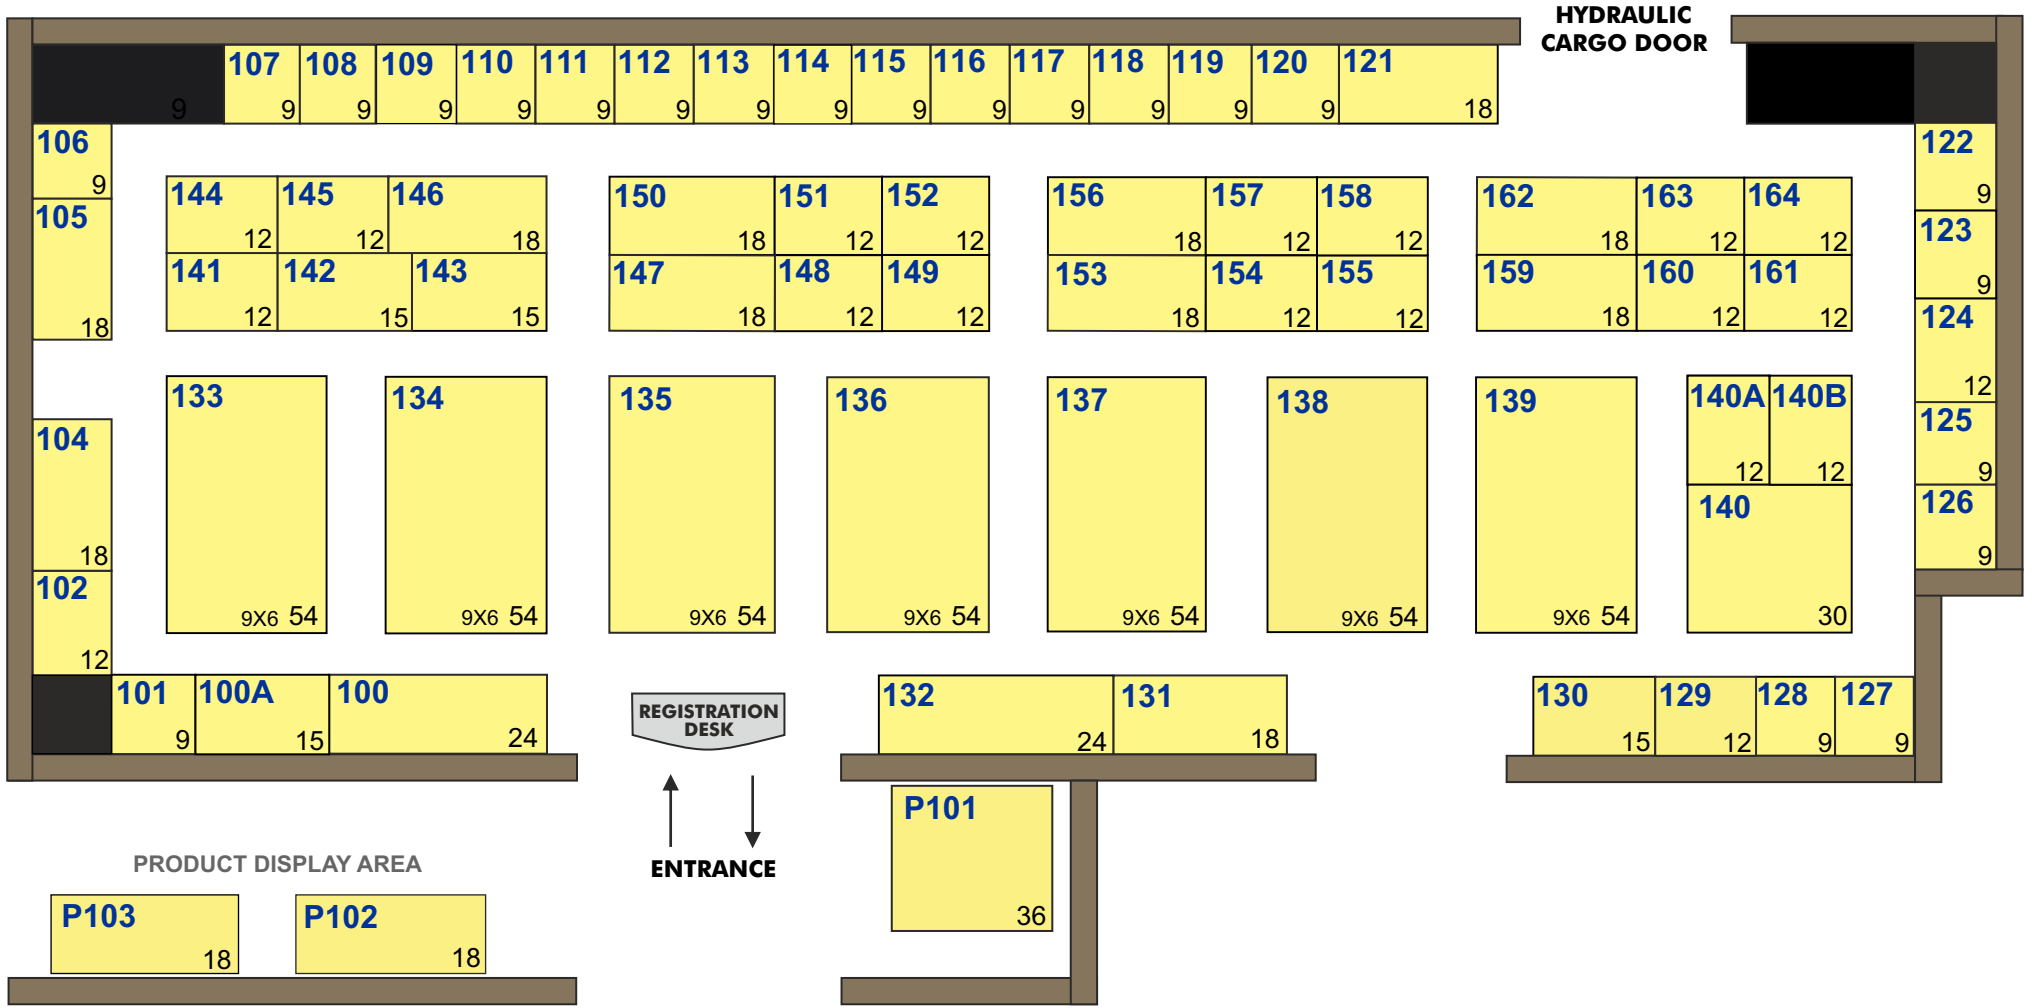 HYDRAULIC
CARGO DOOR
107 108 109 110 111 112 113 114 115 116 117 118 119 120 121
9 9 9 9 9 9 9 9 9 9 9 9 9 9 9 18
106
9
105
18
104
18
102
12
122
9
123
9
124
12
125
9
126
9
144 145 146
12 12 18
141 142 143
12 15 15
150 151 152
18 12 12
147 148 149
18 12 12
156 157 158
18 12 12
153 154 155
18 12 12
162 163 164
18 12 12
159 160 161
18 12 12
133 134 135 136 137 138 139
9X6 54 9X6 54 9X6 54 9X6 54 9X6 54 9X6 54 9X6 54
140A 140B
12 12
140
30
101 100A 100
9 15 24
REGISTRATION
DESK
132 131
24 18
130 129 128 127
15 12 9 9
ENTRANCE
P101
36
PRODUCT DISPLAY AREA
P103 P102
18 18